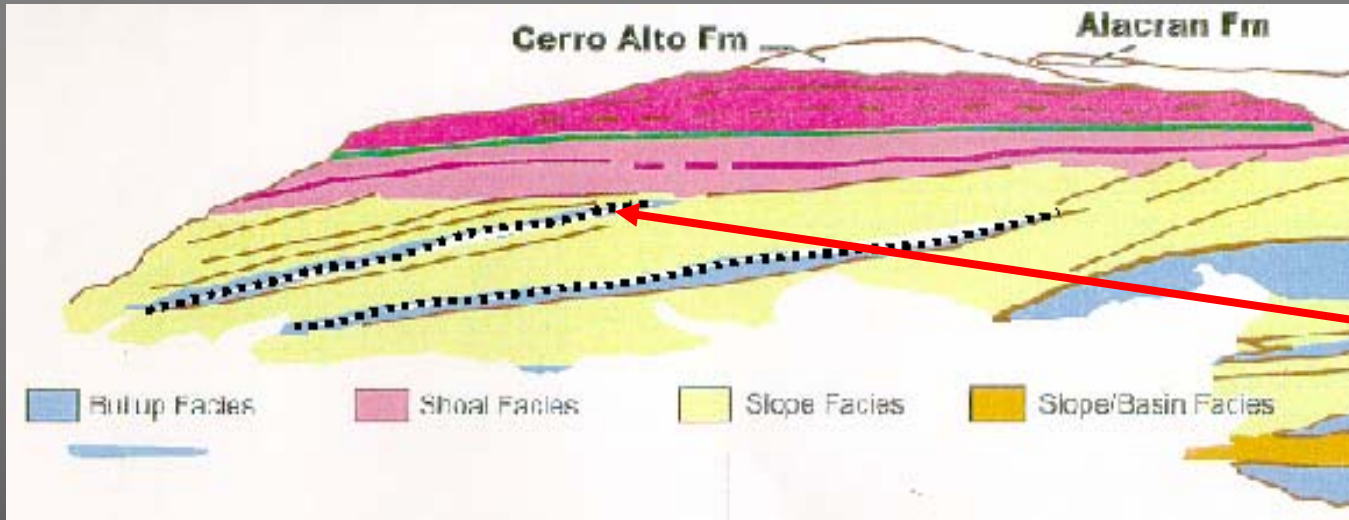 Cerro Alto Fm
Alacran Fm
Buildup Facies
Shoal Facies
Slope Facies
Slope/Basin Facies